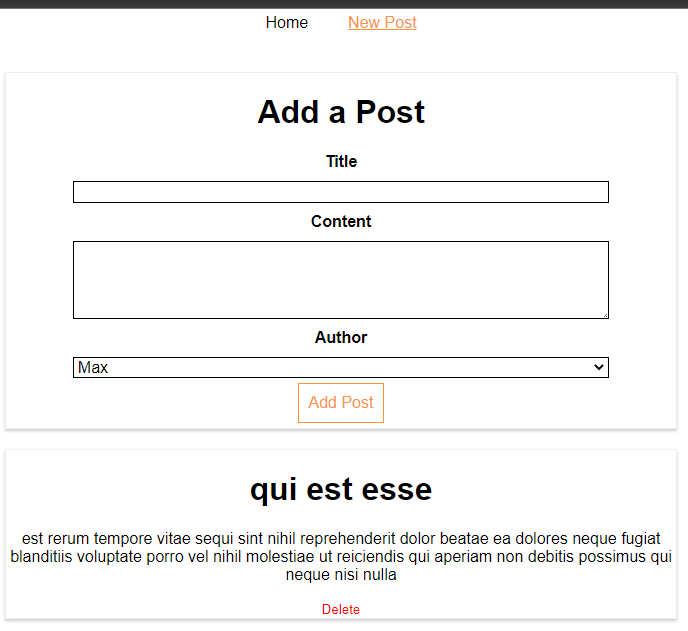 Home New Post
Add a Post
Title
Content
Author
Max
Add Post
qui est esse
est rerum tempore vitae sequi sint nihil reprehenderit dolor beatae ea dolores neque fugiat
blanditiis voluptate porro vel nihil molestiae ut reiciendis qui aperiam non debitis possimus qui
neque nisi nulla
Delete